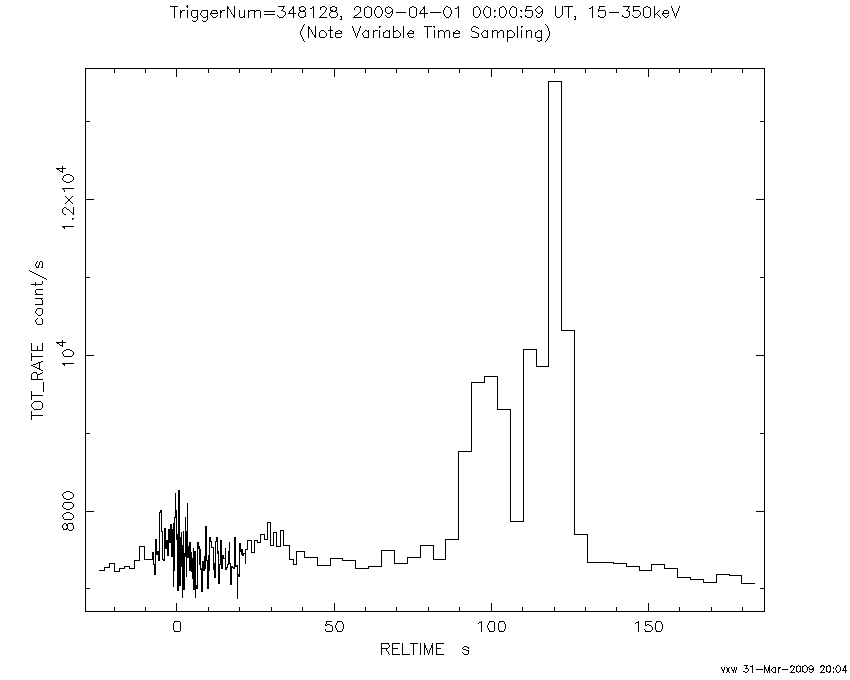 TriggerNum=348128, 2009-04-01 00:00:59 UT, 15-350keV
(Note Variable Time Sampling)
TOT_RATE count/s
1.2×10⁴
10⁴
8000
0 50 100 150
RELTIME s
vxw 31-Mar-2009 20:04